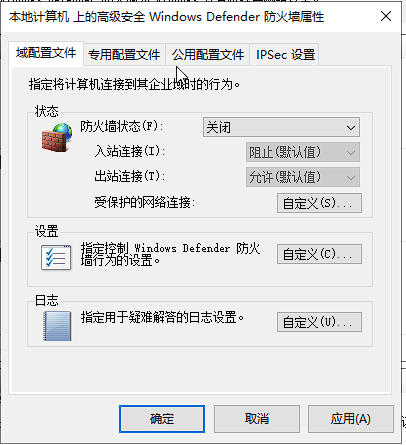 本地计算机 上的高级安全 Windows Defender 防火墙属性
域配置文件 专用配置文件 公用配置文件 IPSec 设置
指定将计算机连接到其企业域时的行为。
状态
防火墙状态(F): 关闭
入站连接(I): 阻止(默认值)
出站连接(T): 允许(默认值)
受保护的网络连接: 自定义(S)...
设置
指定控制 Windows Defender 防火
墙行为的设置。 自定义(C)...
日志
指定用于疑难解答的日志设置。 自定义(U)...
确定 取消 应用(A)